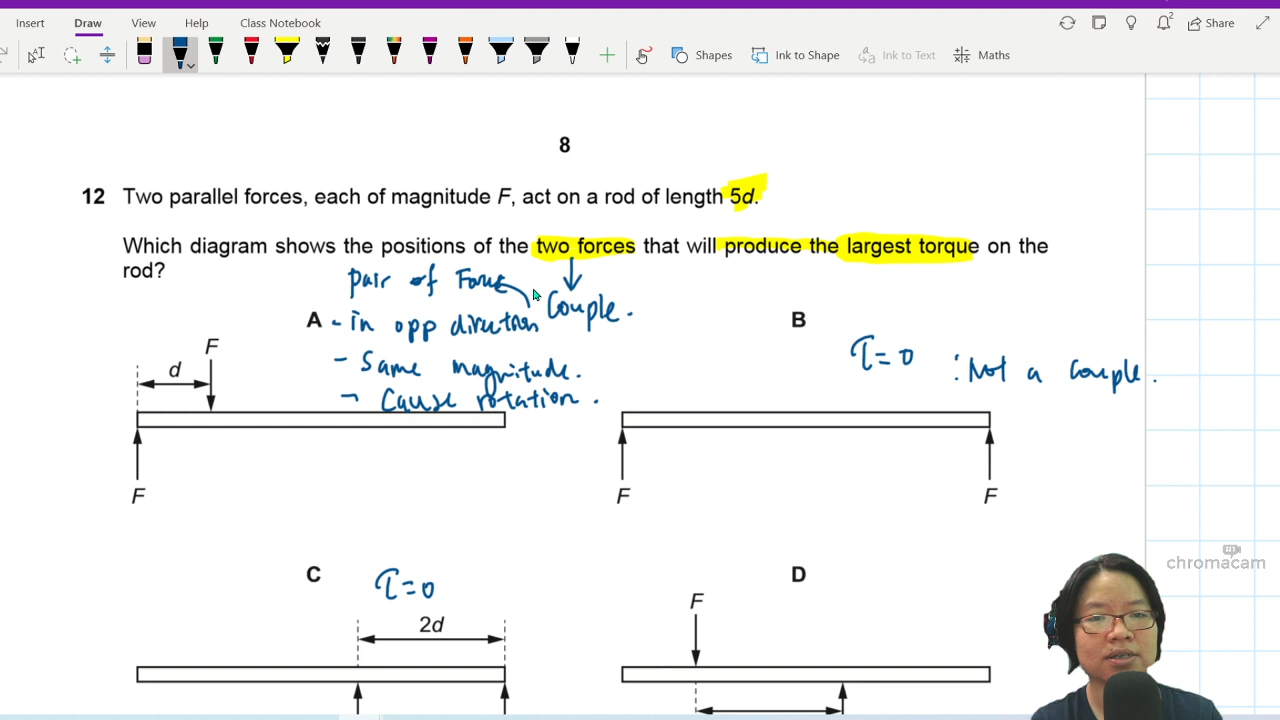 Insert Draw View Help Class Notebook
2
Share
Shapes Ink to Shape Ink to Text Maths
8
12 Two parallel forces, each of magnitude F, act on a rod of length 5d.
Which diagram shows the positions of the two forces that will produce the largest torque on the
rod?
pair of Force
Couple.
A - in opp direction
B
- Same magnitude.
- Cause rotation.
τ=0 ∵ Not a couple.
F
d
F
F F
C τ=0
D
2d
F
chromacam